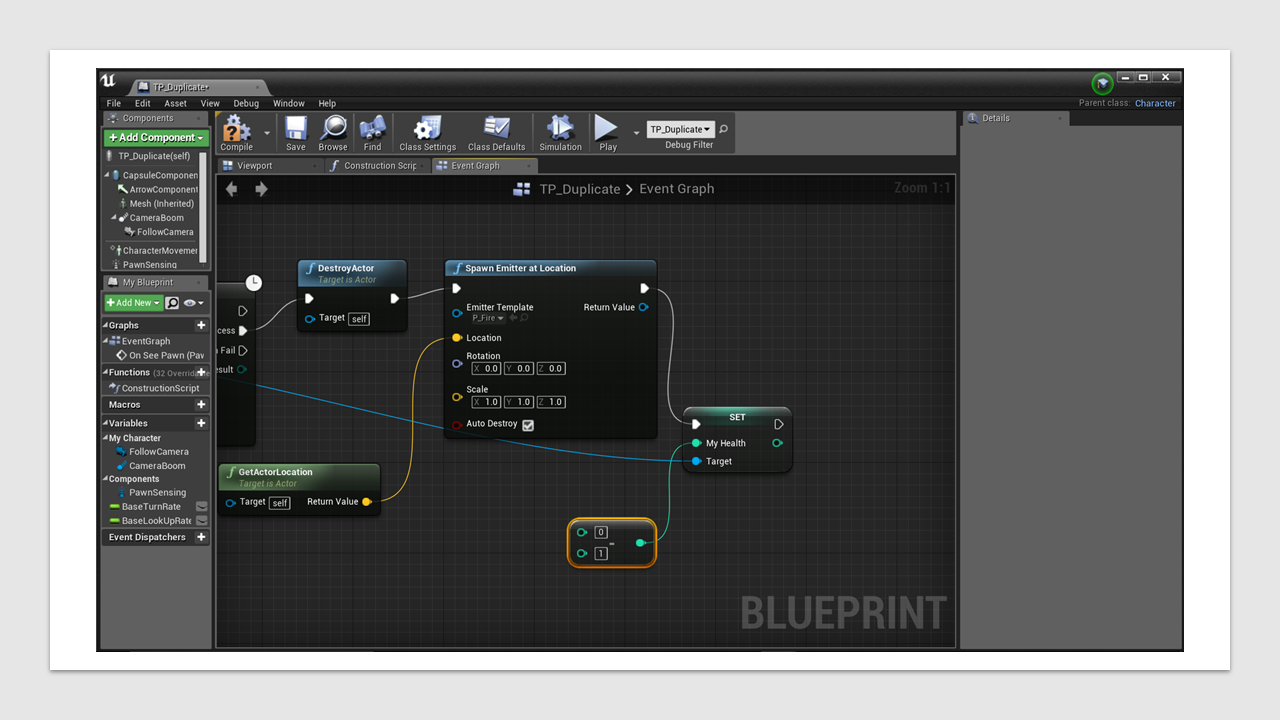 TP_Duplicate*
File Edit Asset View Debug Window Help
Parent class: Character
Components
+ Add Component
TP_Duplicate(self)
CapsuleComponen
ArrowComponent
Mesh (Inherited)
CameraBoom
FollowCamera
CharacterMovemen
PawnSensing
My Blueprint
+ Add New
Graphs +
EventGraph
On See Pawn (Paw
Functions (32 Overrida +
ConstructionScript
Macros +
Variables +
My Character
FollowCamera
CameraBoom
Components
PawnSensing
BaseTurnRate
BaseLookUpRate
Event Dispatchers +
Compile Save Browse Find Class Settings Class Defaults Simulation Play
TP_Duplicate
Debug Filter
Viewport Construction Scrip Event Graph
TP_Duplicate > Event Graph
Zoom 1:1
cess
n Fail
esult
DestroyActor
Target is Actor
Target self
Spawn Emitter at Location
Emitter Template Return Value
P_Fire
Location
Rotation
X 0.0 Y 0.0 Z 0.0
Scale
X 1.0 Y 1.0 Z 1.0
Auto Destroy
GetActorLocation
Target is Actor
Target self Return Value
SET
My Health
Target
0
-
1
BLUEPRINT
Details